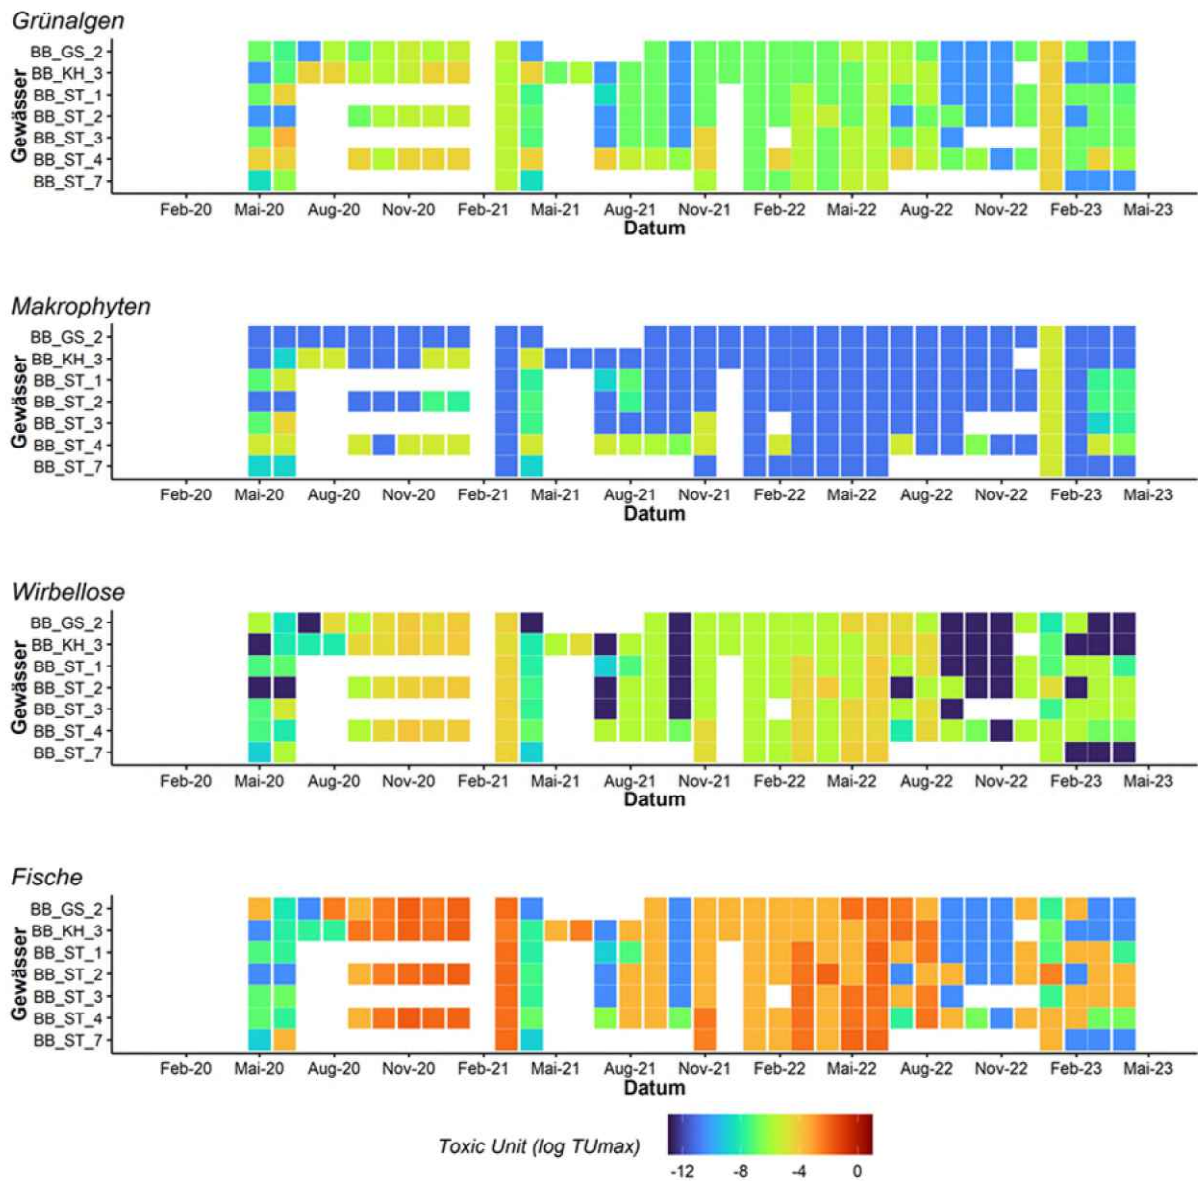 Grünalgen
Gewässer
BB_GS_2
BB_KH_3
BB_ST_1
BB_ST_2
BB_ST_3
BB_ST_4
BB_ST_7
Feb-20 Mai-20 Aug-20 Nov-20 Feb-21 Mai-21 Aug-21 Nov-21 Feb-22 Mai-22 Aug-22 Nov-22 Feb-23 Mai-23
Datum
Makrophyten
Gewässer
BB_GS_2
BB_KH_3
BB_ST_1
BB_ST_2
BB_ST_3
BB_ST_4
BB_ST_7
Feb-20 Mai-20 Aug-20 Nov-20 Feb-21 Mai-21 Aug-21 Nov-21 Feb-22 Mai-22 Aug-22 Nov-22 Feb-23 Mai-23
Datum
Wirbellose
Gewässer
BB_GS_2
BB_KH_3
BB_ST_1
BB_ST_2
BB_ST_3
BB_ST_4
BB_ST_7
Feb-20 Mai-20 Aug-20 Nov-20 Feb-21 Mai-21 Aug-21 Nov-21 Feb-22 Mai-22 Aug-22 Nov-22 Feb-23 Mai-23
Datum
Fische
Gewässer
BB_GS_2
BB_KH_3
BB_ST_1
BB_ST_2
BB_ST_3
BB_ST_4
BB_ST_7
Feb-20 Mai-20 Aug-20 Nov-20 Feb-21 Mai-21 Aug-21 Nov-21 Feb-22 Mai-22 Aug-22 Nov-22 Feb-23 Mai-23
Datum
Toxic Unit (log TUmax)
-12 -8 -4 0